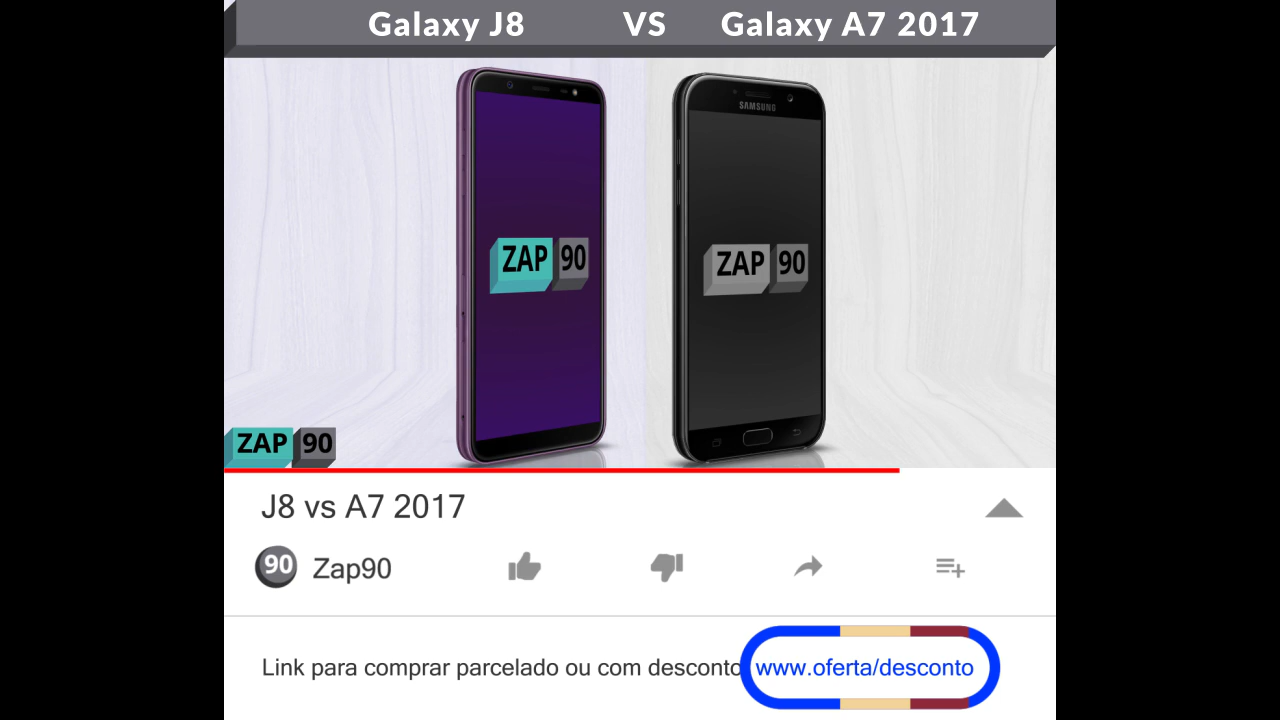 Galaxy J8 VS Galaxy A7 2017
SAMSUNG
ZAP 90
ZAP 90
ZAP 90
J8 vs A7 2017
90 Zap90
Link para comprar parcelado ou com desconto www.oferta/desconto